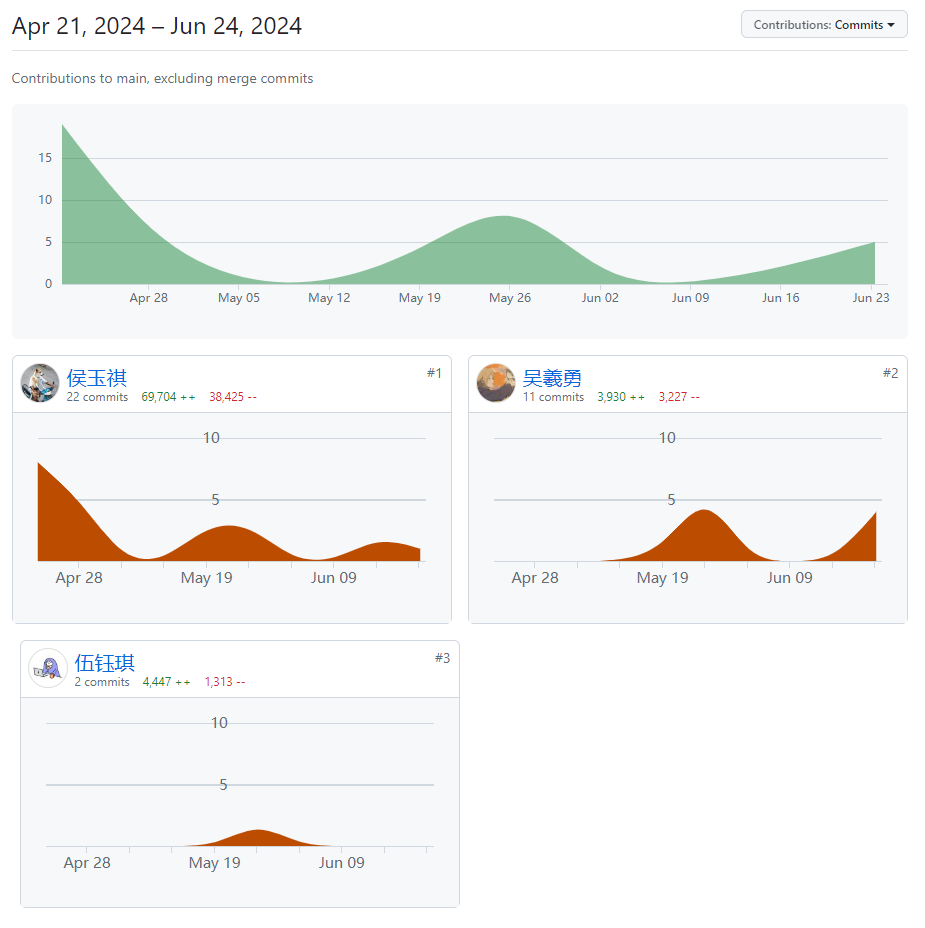 Apr 21, 2024 – Jun 24, 2024
Contributions: Commits
Contributions to main, excluding merge commits
15
10
5
0
Apr 28 May 05 May 12 May 19 May 26 Jun 02 Jun 09 Jun 16 Jun 23
侯玉祺 #1
22 commits 69,704 ++ 38,425 --
10
5
Apr 28 May 19 Jun 09
吴羲勇 #2
11 commits 3,930 ++ 3,227 --
10
5
Apr 28 May 19 Jun 09
伍钰琪 #3
2 commits 4,447 ++ 1,313 --
10
5
Apr 28 May 19 Jun 09